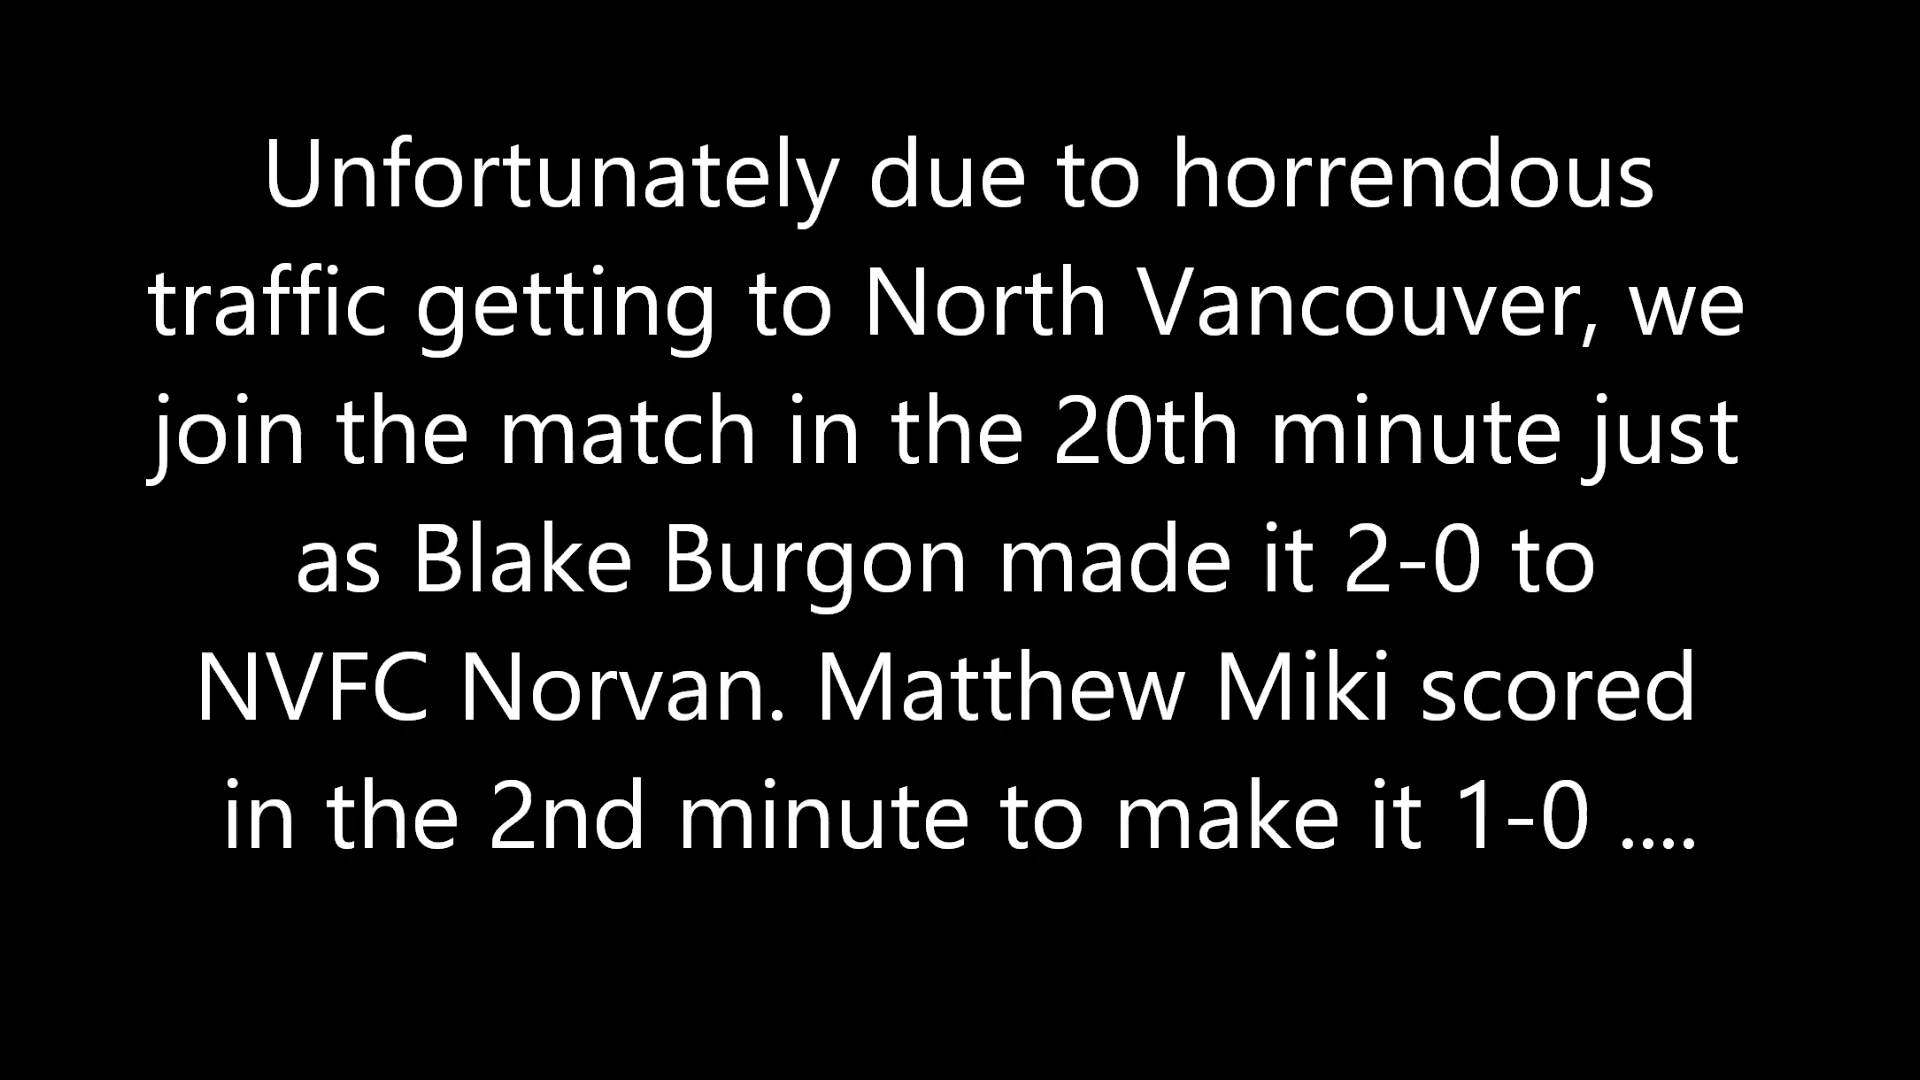 Unfortunately due to horrendous
traffic getting to North Vancouver, we
join the match in the 20th minute just
as Blake Burgon made it 2-0 to
NVFC Norvan. Matthew Miki scored
in the 2nd minute to make it 1-0 ....